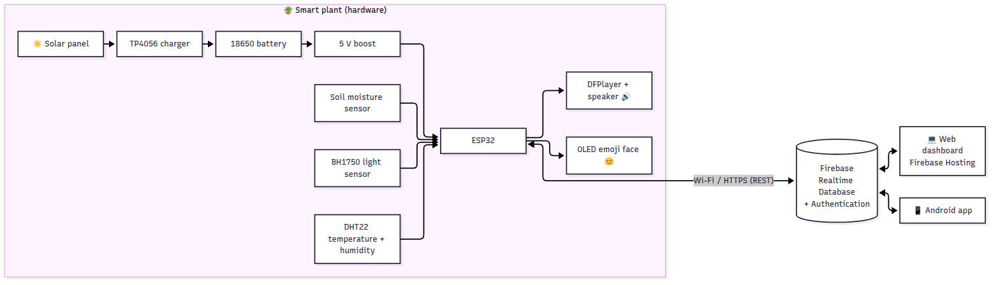 🪴 Smart plant (hardware)
☀️ Solar panel
TP4056 charger
18650 battery
5 V boost
Soil moisture
sensor
BH1750 light
sensor
DHT22
temperature +
humidity
ESP32
DFPlayer +
speaker 🔊
OLED emoji face
😊
Wi-Fi / HTTPS (REST)
Firebase
Realtime
Database
+ Authentication
💻 Web
dashboard
Firebase Hosting
📱 Android app